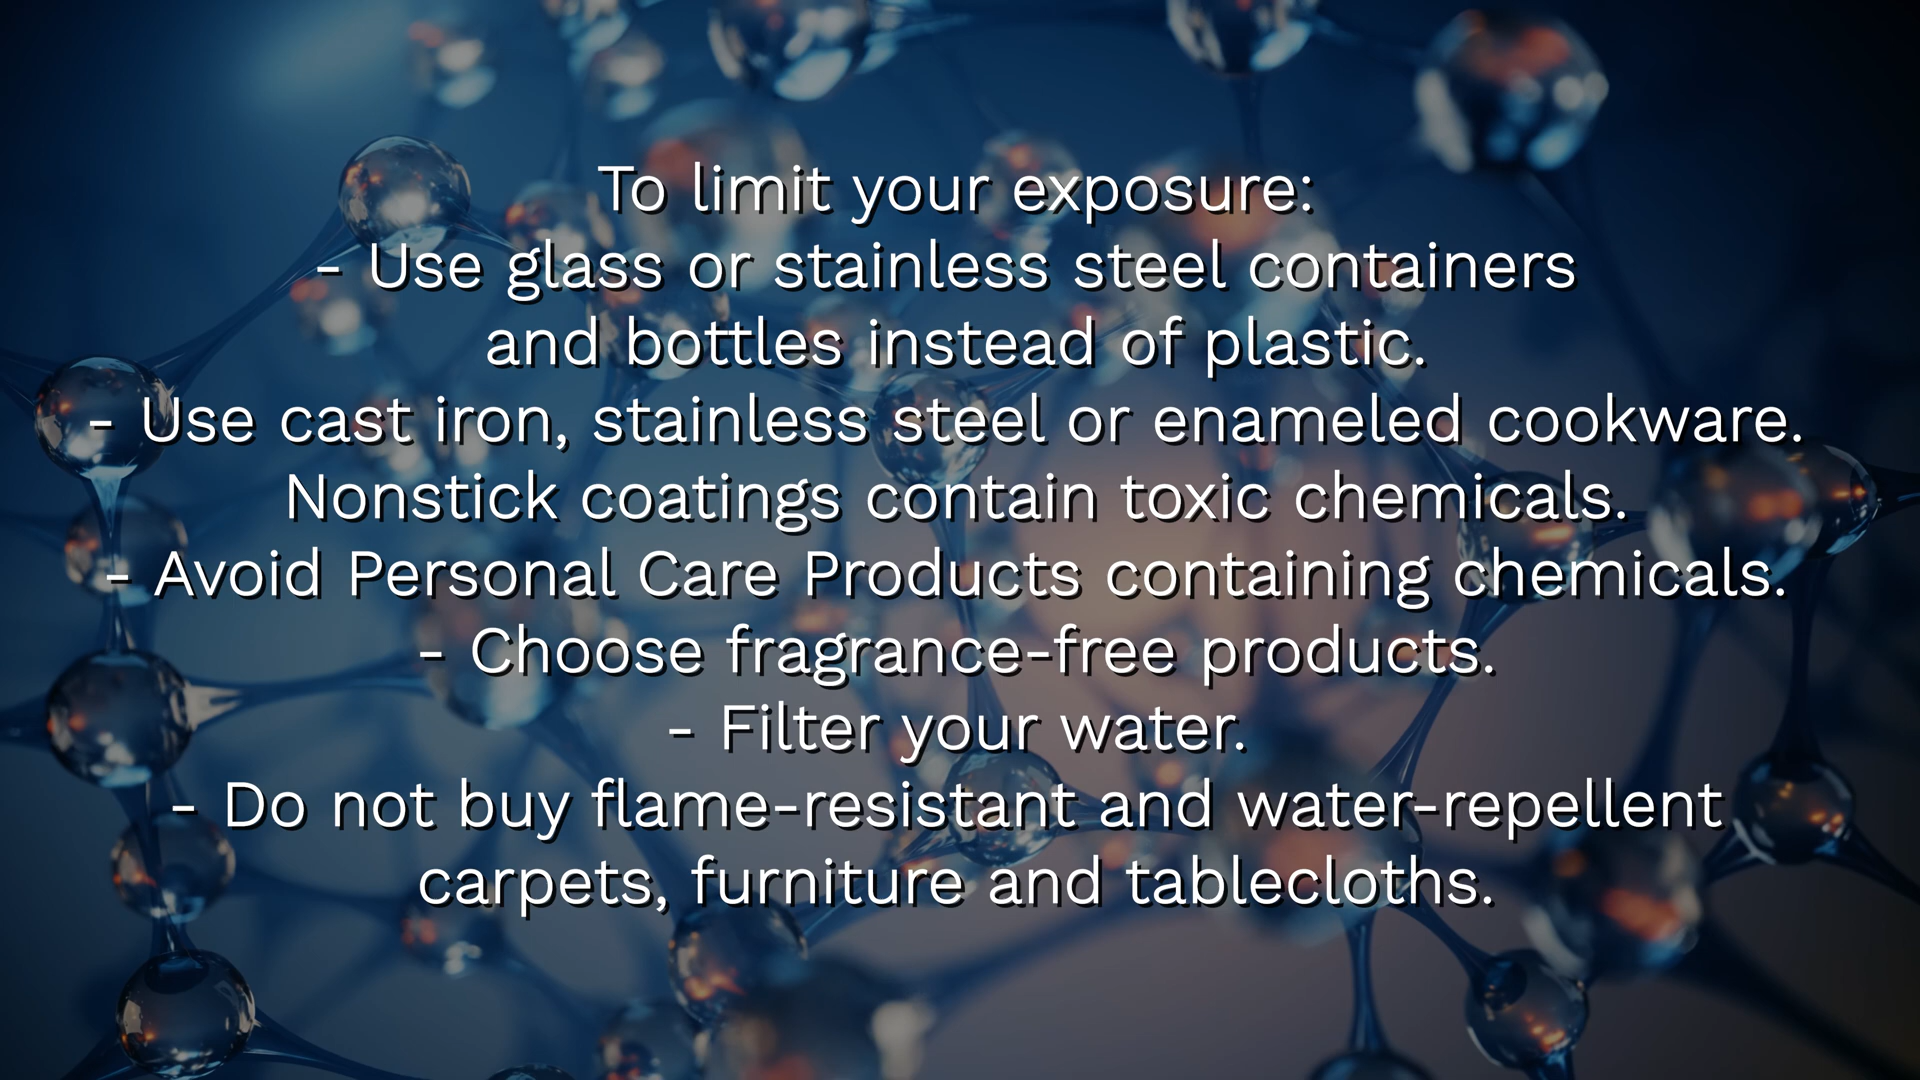 To limit your exposure:
- Use glass or stainless steel containers
and bottles instead of plastic.
- Use cast iron, stainless steel or enameled cookware.
Nonstick coatings contain toxic chemicals.
- Avoid Personal Care Products containing chemicals.
- Choose fragrance-free products.
- Filter your water.
- Do not buy flame-resistant and water-repellent
carpets, furniture and tablecloths.